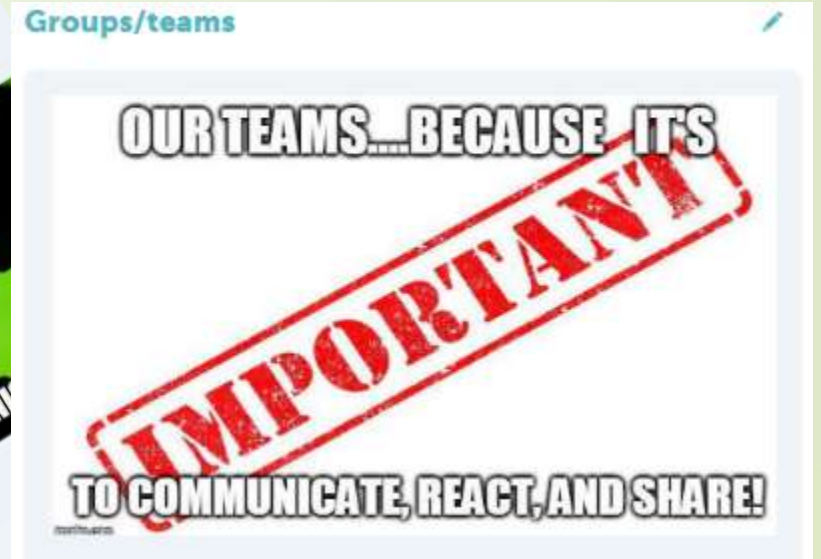 Groups/teams
OUR TEAMS....BECAUSE IT'S
IMPORTANT
TO COMMUNICATE, REACT, AND SHARE!